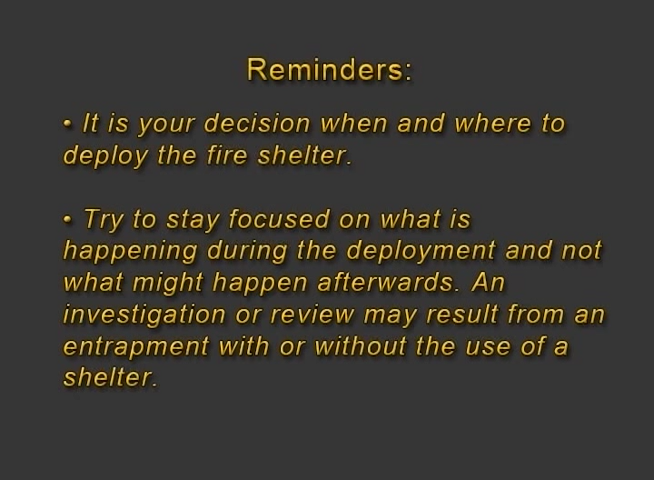 Reminders:
• It is your decision when and where to
deploy the fire shelter.
• Try to stay focused on what is
happening during the deployment and not
what might happen afterwards. An
investigation or review may result from an
entrapment with or without the use of a
shelter.